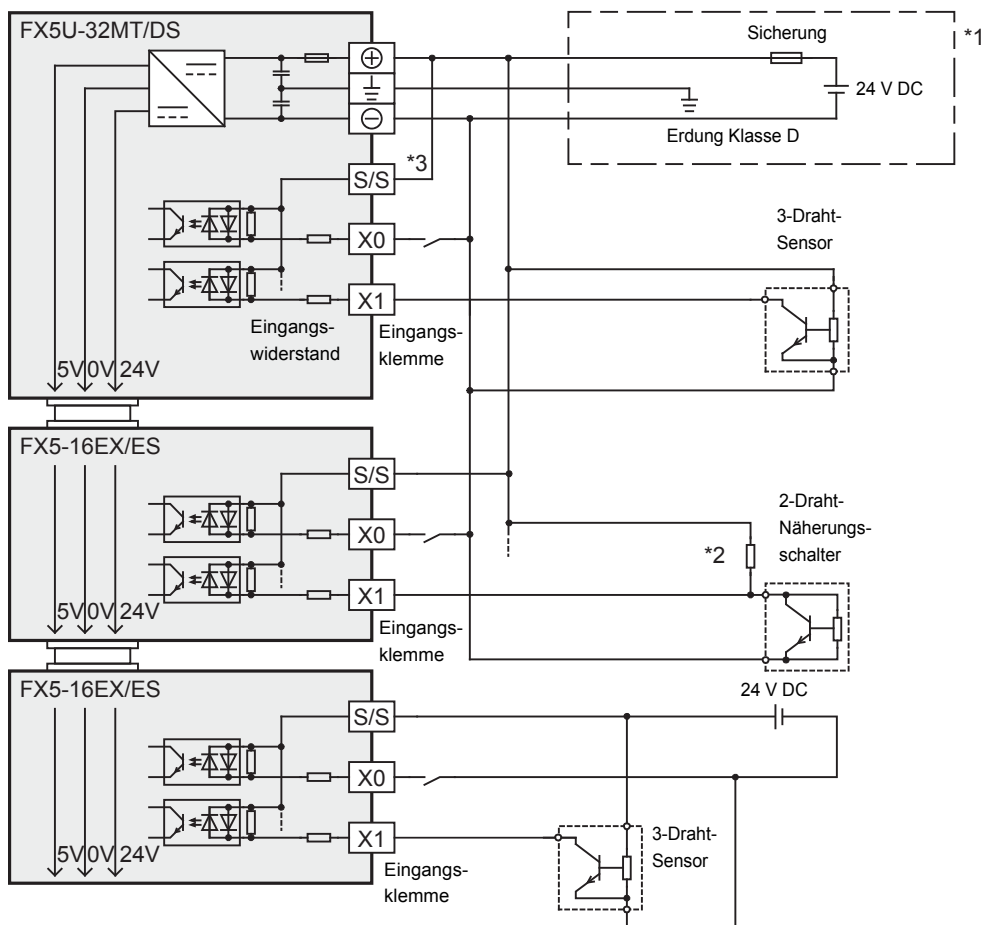 FX5U-32MT/DS
Sicherung
*1
24 V DC
Erdung Klasse D
*3
S/S
X0
X1
3-Draht-
Sensor
Eingangs-
widerstand
Eingangs-
klemme
5V 0V 24V
FX5-16EX/ES
S/S
X0
X1
*2
2-Draht-
Näherungs-
schalter
5V 0V 24V
Eingangs-
klemme
FX5-16EX/ES
24 V DC
S/S
X0
X1
3-Draht-
Sensor
5V 0V 24V
Eingangs-
klemme